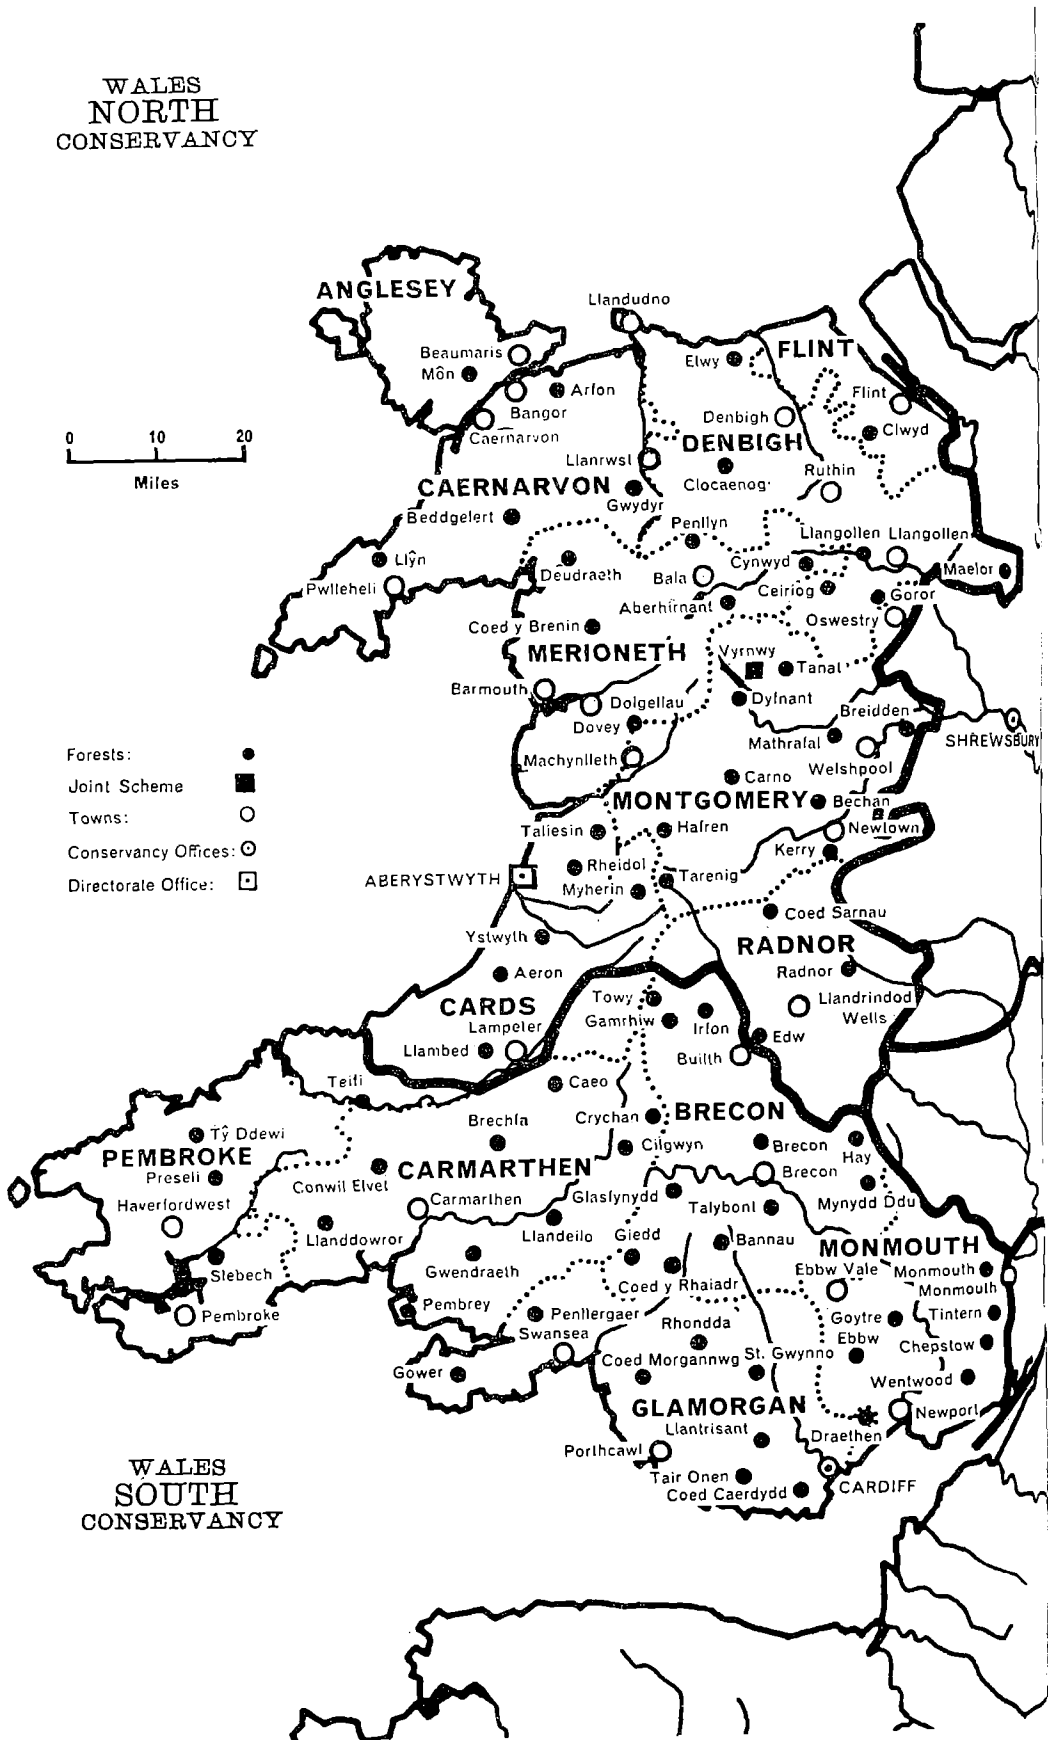 WALES
NORTH
CONSERVANCY
ANGLESEY
Llandudno
Beaumaris
Elwy
FLINT
Môn
Arfon
Flint
Bangor
Denbigh
Caernarvon
Clwyd
0 10 20
Miles
DENBIGH
Llanrwst
Ruthin
CAERNARVON
Clocaenog
Gwydyr
Beddgelert
Penllyn
Llangollen
Llangollen
Llŷn
Deudraeth
Cynwyd
Maelor
Pwllheli
Bala
Ceiriog
Goror
Aberhirnant
Oswestry
Coed y Brenin
MERIONETH
Vyrnwy
Tanat
Barmouth
Dolgellau
Dyfnant
Dovey
Breidden
Mathrafal
SHREWSBURY
Forests:
Joint Scheme
Towns:
Conservancy Offices:
Directorate Office:
Machynlleth
Welshpool
Carno
MONTGOMERY
Bechan
Taliesin
Hafren
Newtown
Kerry
Rheidol
ABERYSTWYTH
Tarenig
Myherin
Coed Sarnau
Ystwyth
RADNOR
Aeron
Radnor
Towy
Llandrindod
Wells
CARDS
Gamrhiw
Lampeter
Irfon
Edw
Llambed
Builth
Teifi
Caeo
BRECON
Brechfa
Crychan
Tŷ Ddewi
Cilgwyn
Brecon
Hay
PEMBROKE
CARMARTHEN
Brecon
Preseli
Conwil Elvet
Glasfynydd
Mynydd Ddu
Haverfordwest
Carmarthen
Talybont
Llanddowror
Llandeilo
Giedd
Bannau
MONMOUTH
Slebech
Gwendraeth
Coed y Rhaiadr
Ebbw Vale
Monmouth
Monmouth
Pembroke
Pembrey
Penllergaer
Rhondda
Goytre
Tintern
Swansea
Ebbw
Chepstow
Gower
Coed Morgannwg
St. Gwynno
Wentwood
GLAMORGAN
Newport
Llantrisant
Draethen
Porthcawl
Tair Onen
Coed Caerdydd
CARDIFF
WALES
SOUTH
CONSERVANCY